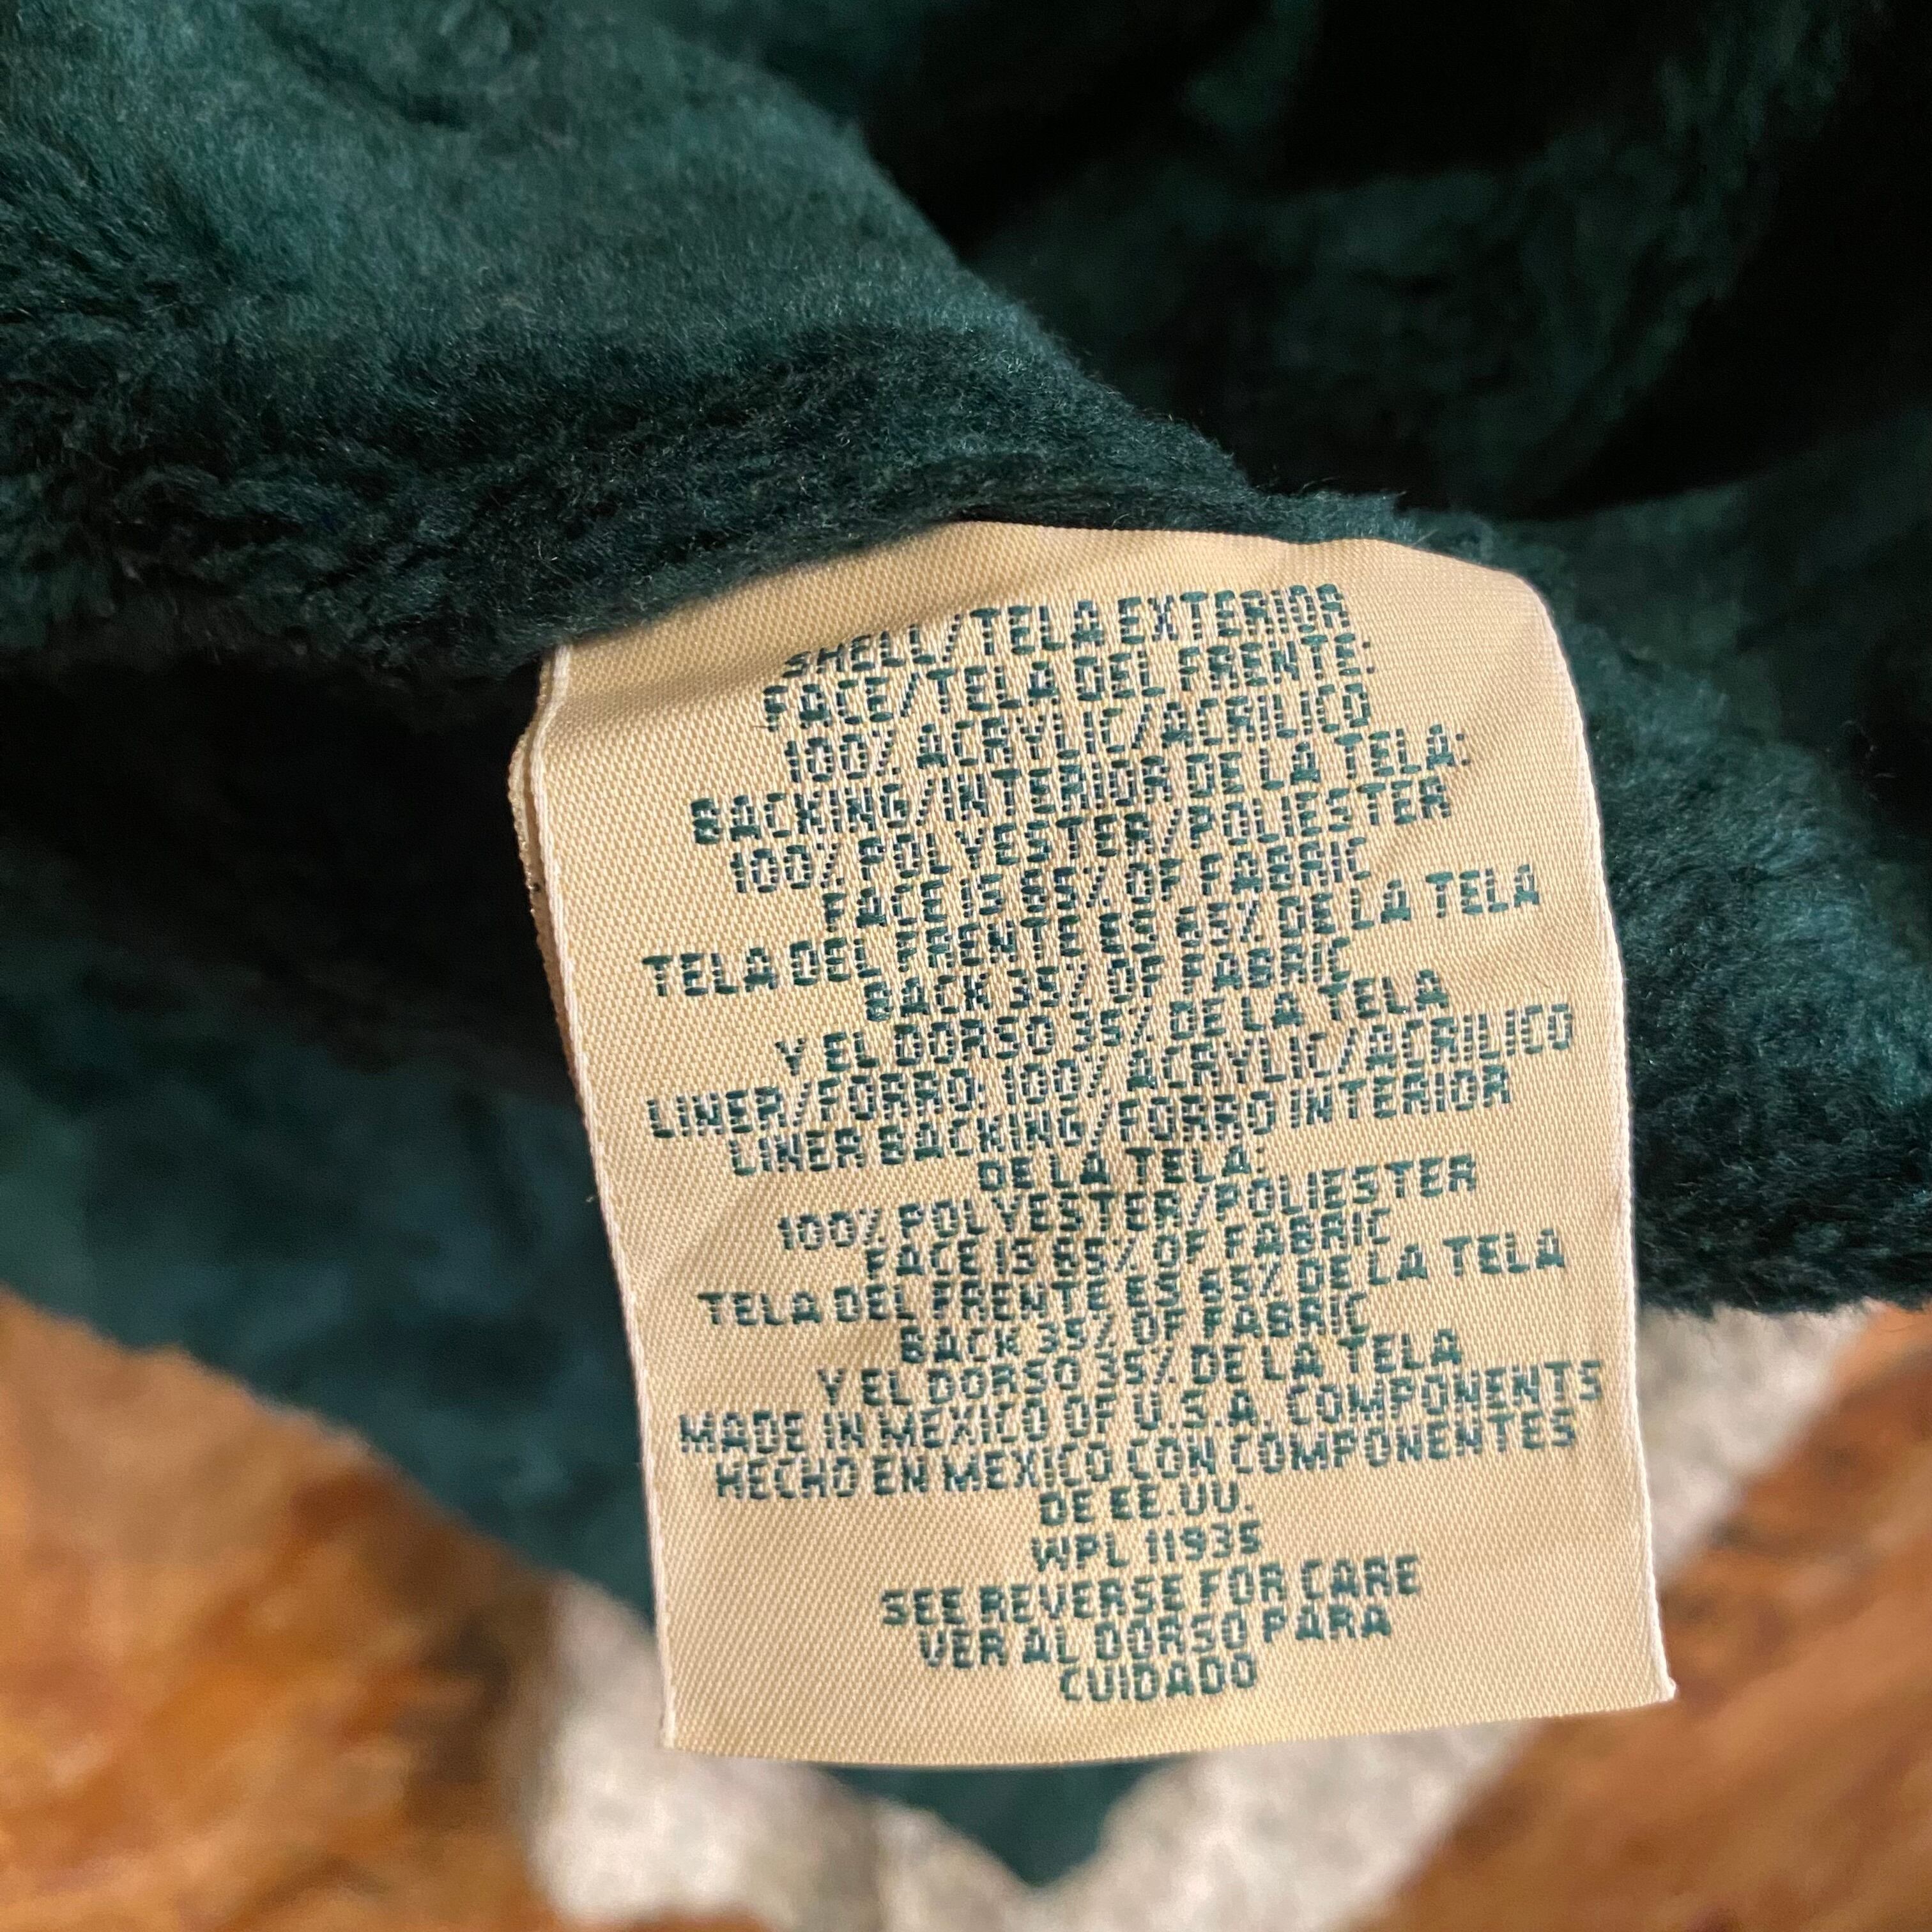 SHELL/TELA EXTERIOR
FACE/TELA DEL FRENTE:
100% ACRYLIC/ACRILICO
BACKING/INTERIOR DE LA TELA:
100% POLYESTER/POLIESTER
FACE IS 65% OF FABRIC
TELA DEL FRENTE ES 65% DE LA TELA
BACK 35% OF FABRIC
Y EL DORSO 35% DE LA TELA
LINER/FORRO: 100% ACRYLIC/ACRILICO
LINER BACKING/FORRO INTERIOR
DE LA TELA:
100% POLYESTER/POLIESTER
FACE IS 65% OF FABRIC
TELA DEL FRENTE ES 65% DE LA TELA
BACK 35% OF FABRIC
Y EL DORSO 35% DE LA TELA
MADE IN MEXICO OF U.S.A. COMPONENTS
HECHO EN MEXICO CON COMPONENTES
DE EE.UU.
WPL 11935
SEE REVERSE FOR CARE
VER AL DORSO PARA
CUIDADO